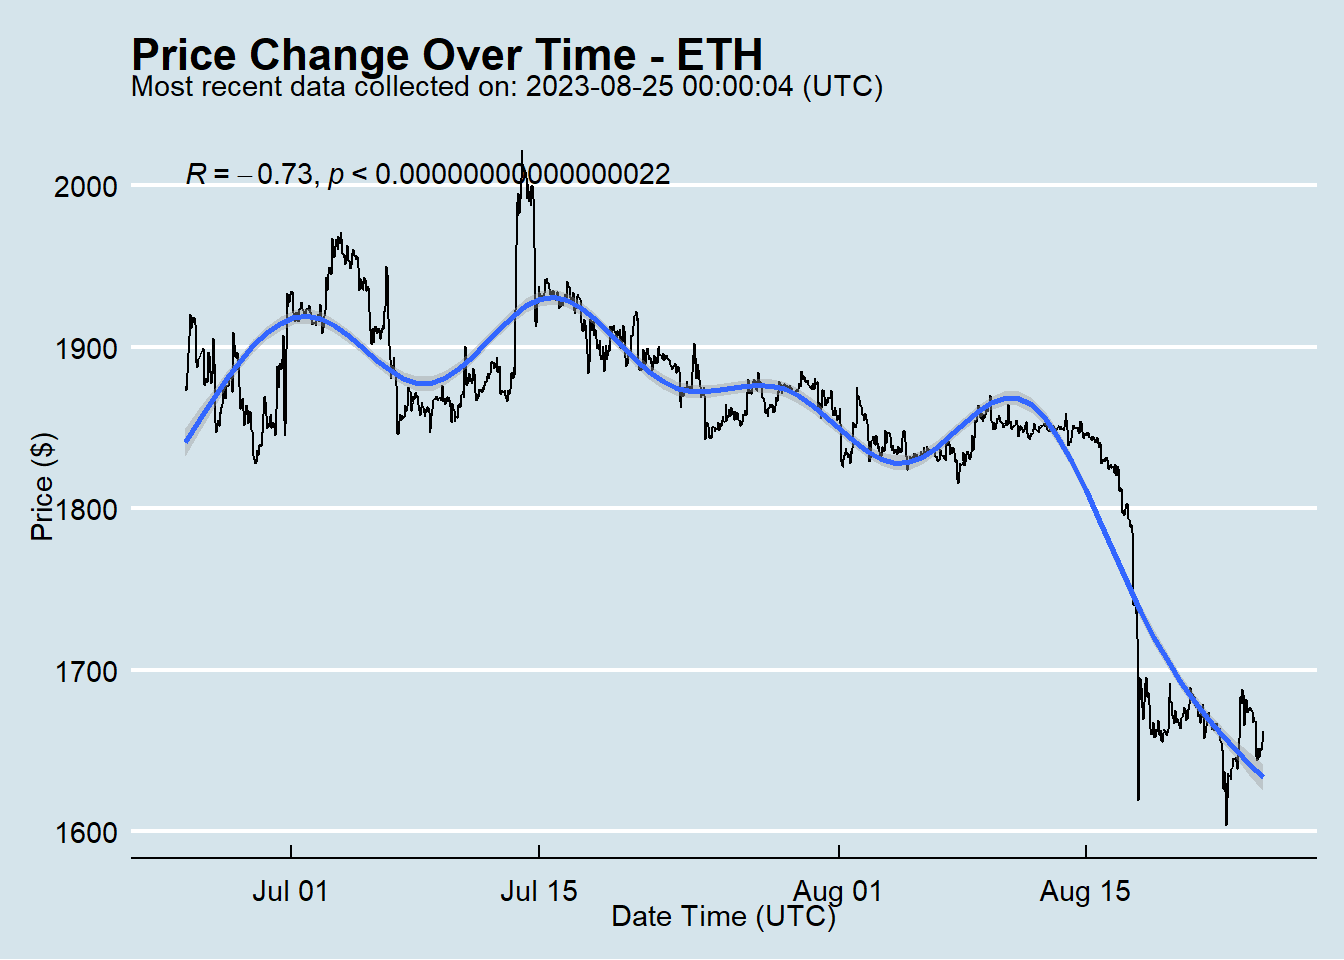 Price Change Over Time - ETH
Most recent data collected on: 2023-08-25 00:00:04 (UTC)
R = −0.73, p < 0.00000000000000022
2000
1900
1800
1700
1600
Price ($)
Jul 01
Jul 15
Aug 01
Aug 15
Date Time (UTC)